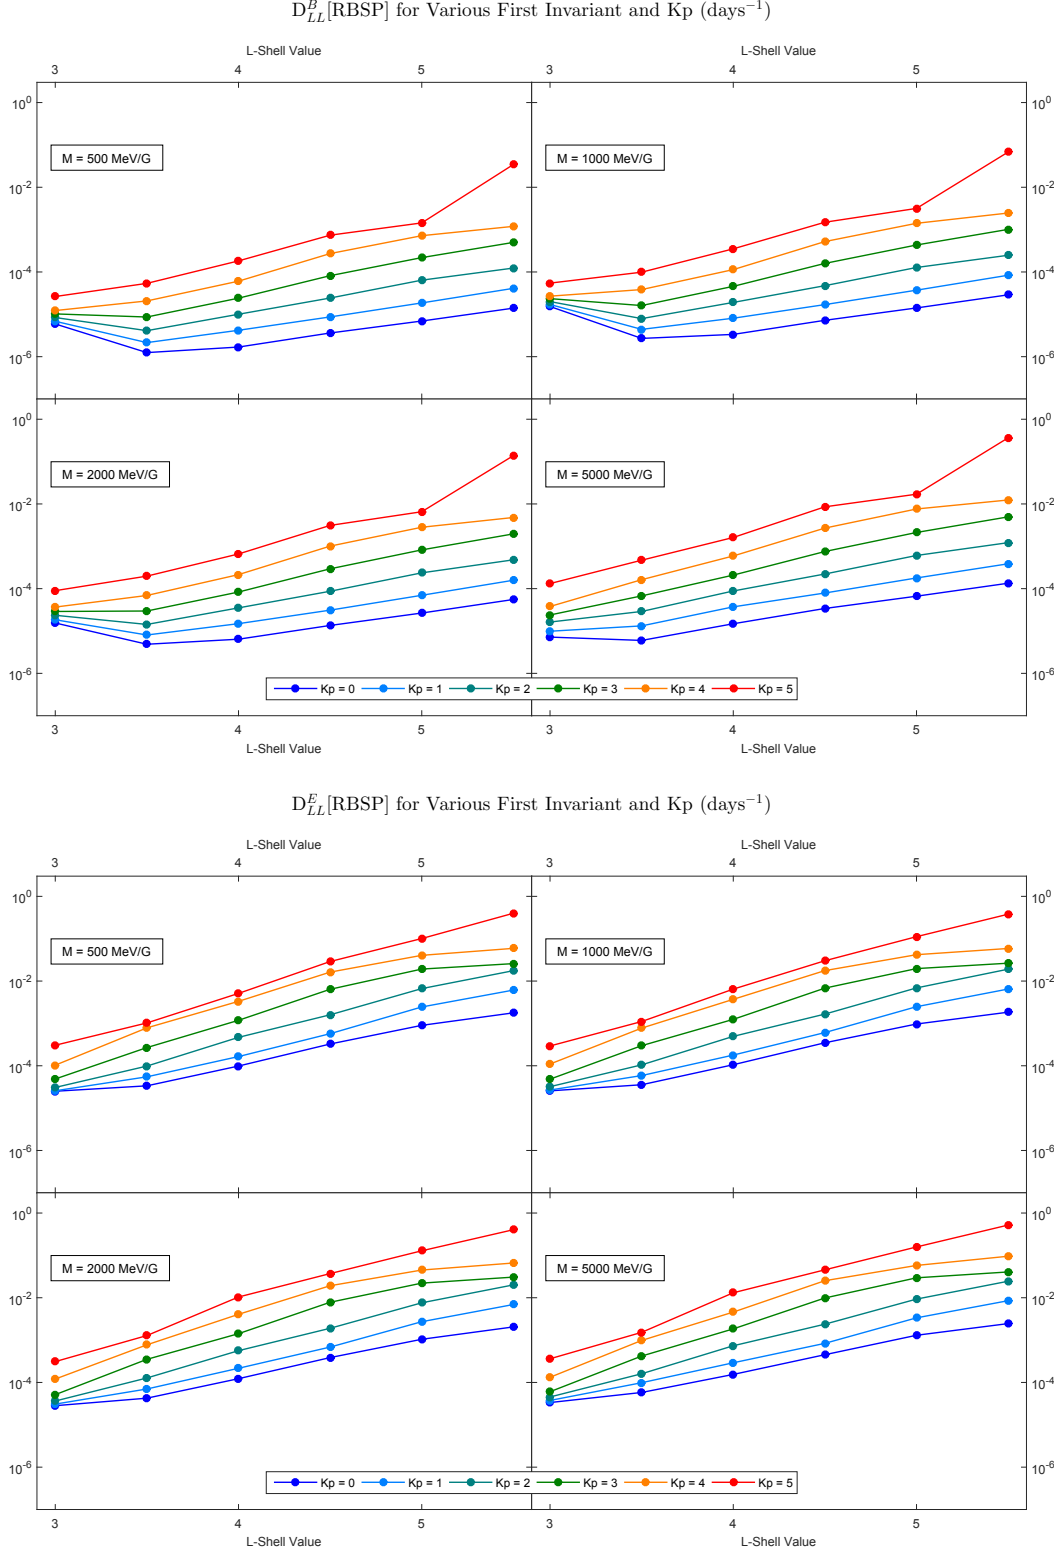 D_{LL}^{B}[RBSP] for Various First Invariant and Kp (days^{-1})
L-Shell Value
3 4 5 3 4 5
10^0 10^0
M = 500 MeV/G M = 1000 MeV/G
10^{-2} 10^{-2}
10^{-4} 10^{-4}
10^{-6} 10^{-6}
10^0 10^0
M = 2000 MeV/G M = 5000 MeV/G
10^{-2} 10^{-2}
10^{-4} 10^{-4}
10^{-6} 10^{-6}
Kp = 0 Kp = 1 Kp = 2 Kp = 3 Kp = 4 Kp = 5
3 4 5 3 4 5
L-Shell Value L-Shell Value
D_{LL}^{E}[RBSP] for Various First Invariant and Kp (days^{-1})
L-Shell Value L-Shell Value
3 4 5 3 4 5
10^0 10^0
M = 500 MeV/G M = 1000 MeV/G
10^{-2} 10^{-2}
10^{-4} 10^{-4}
10^{-6} 10^{-6}
10^0 10^0
M = 2000 MeV/G M = 5000 MeV/G
10^{-2} 10^{-2}
10^{-4} 10^{-4}
10^{-6} 10^{-6}
Kp = 0 Kp = 1 Kp = 2 Kp = 3 Kp = 4 Kp = 5
3 4 5 3 4 5
L-Shell Value L-Shell Value